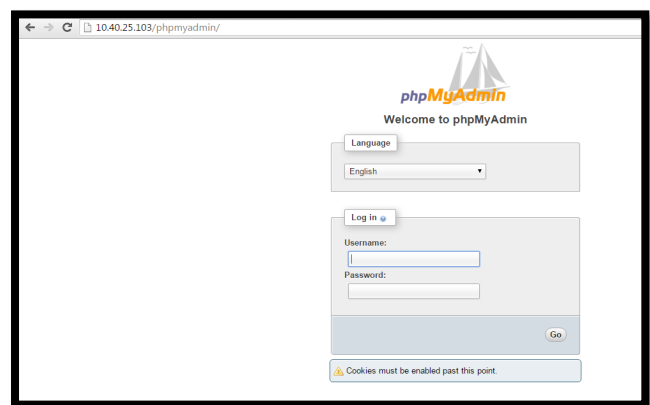 10.40.25.103/phpmyadmin/
phpMyAdmin
Welcome to phpMyAdmin
Language
English
Log in
Username:
Password:
Go
Cookies must be enabled past this point.